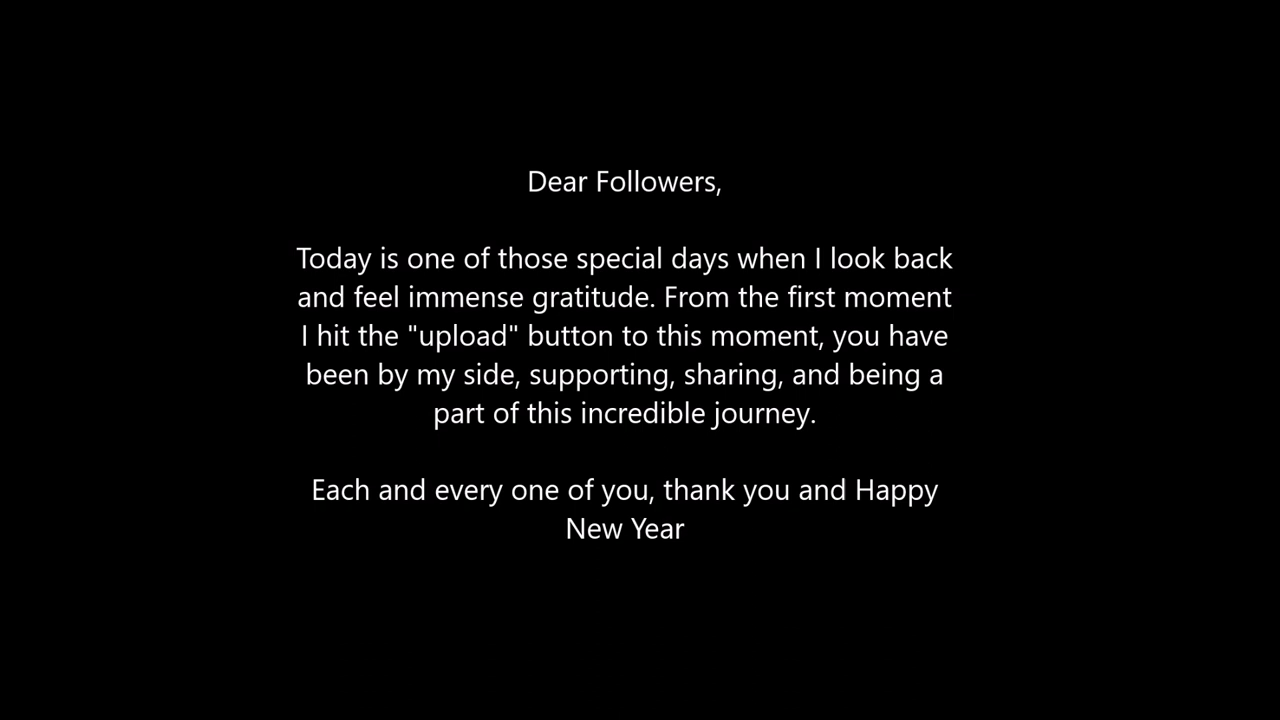 Dear Followers,
Today is one of those special days when I look back
and feel immense gratitude. From the first moment
I hit the "upload" button to this moment, you have
been by my side, supporting, sharing, and being a
part of this incredible journey.
Each and every one of you, thank you and Happy
New Year